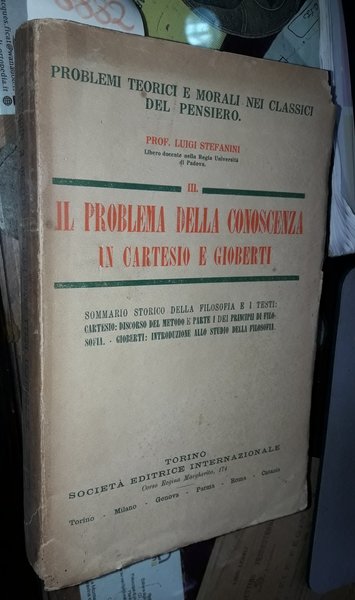 6882
PROBLEMI TEORICI E MORALI NEI CLASSICI
DEL PENSIERO.
PROF. LUIGI STEFANINI
Libero docente nella Regia Università
di Padova.
III.
IL PROBLEMA DELLA CONOSCENZA
IN CARTESIO E GIOBERTI
SOMMARIO STORICO DELLA FILOSOFIA E I TESTI:
CARTESIO: DISCORSO DEL METODO E PARTE I DEI PRINCIPII DI FILO-
SOFIA. - GIOBERTI: INTRODUZIONE ALLO STUDIO DELLA FILOSOFIA.
TORINO
SOCIETÀ EDITRICE INTERNAZIONALE
Corso Regina Margherita, 174
Torino - Milano - Genova - Parma - Roma - Catania